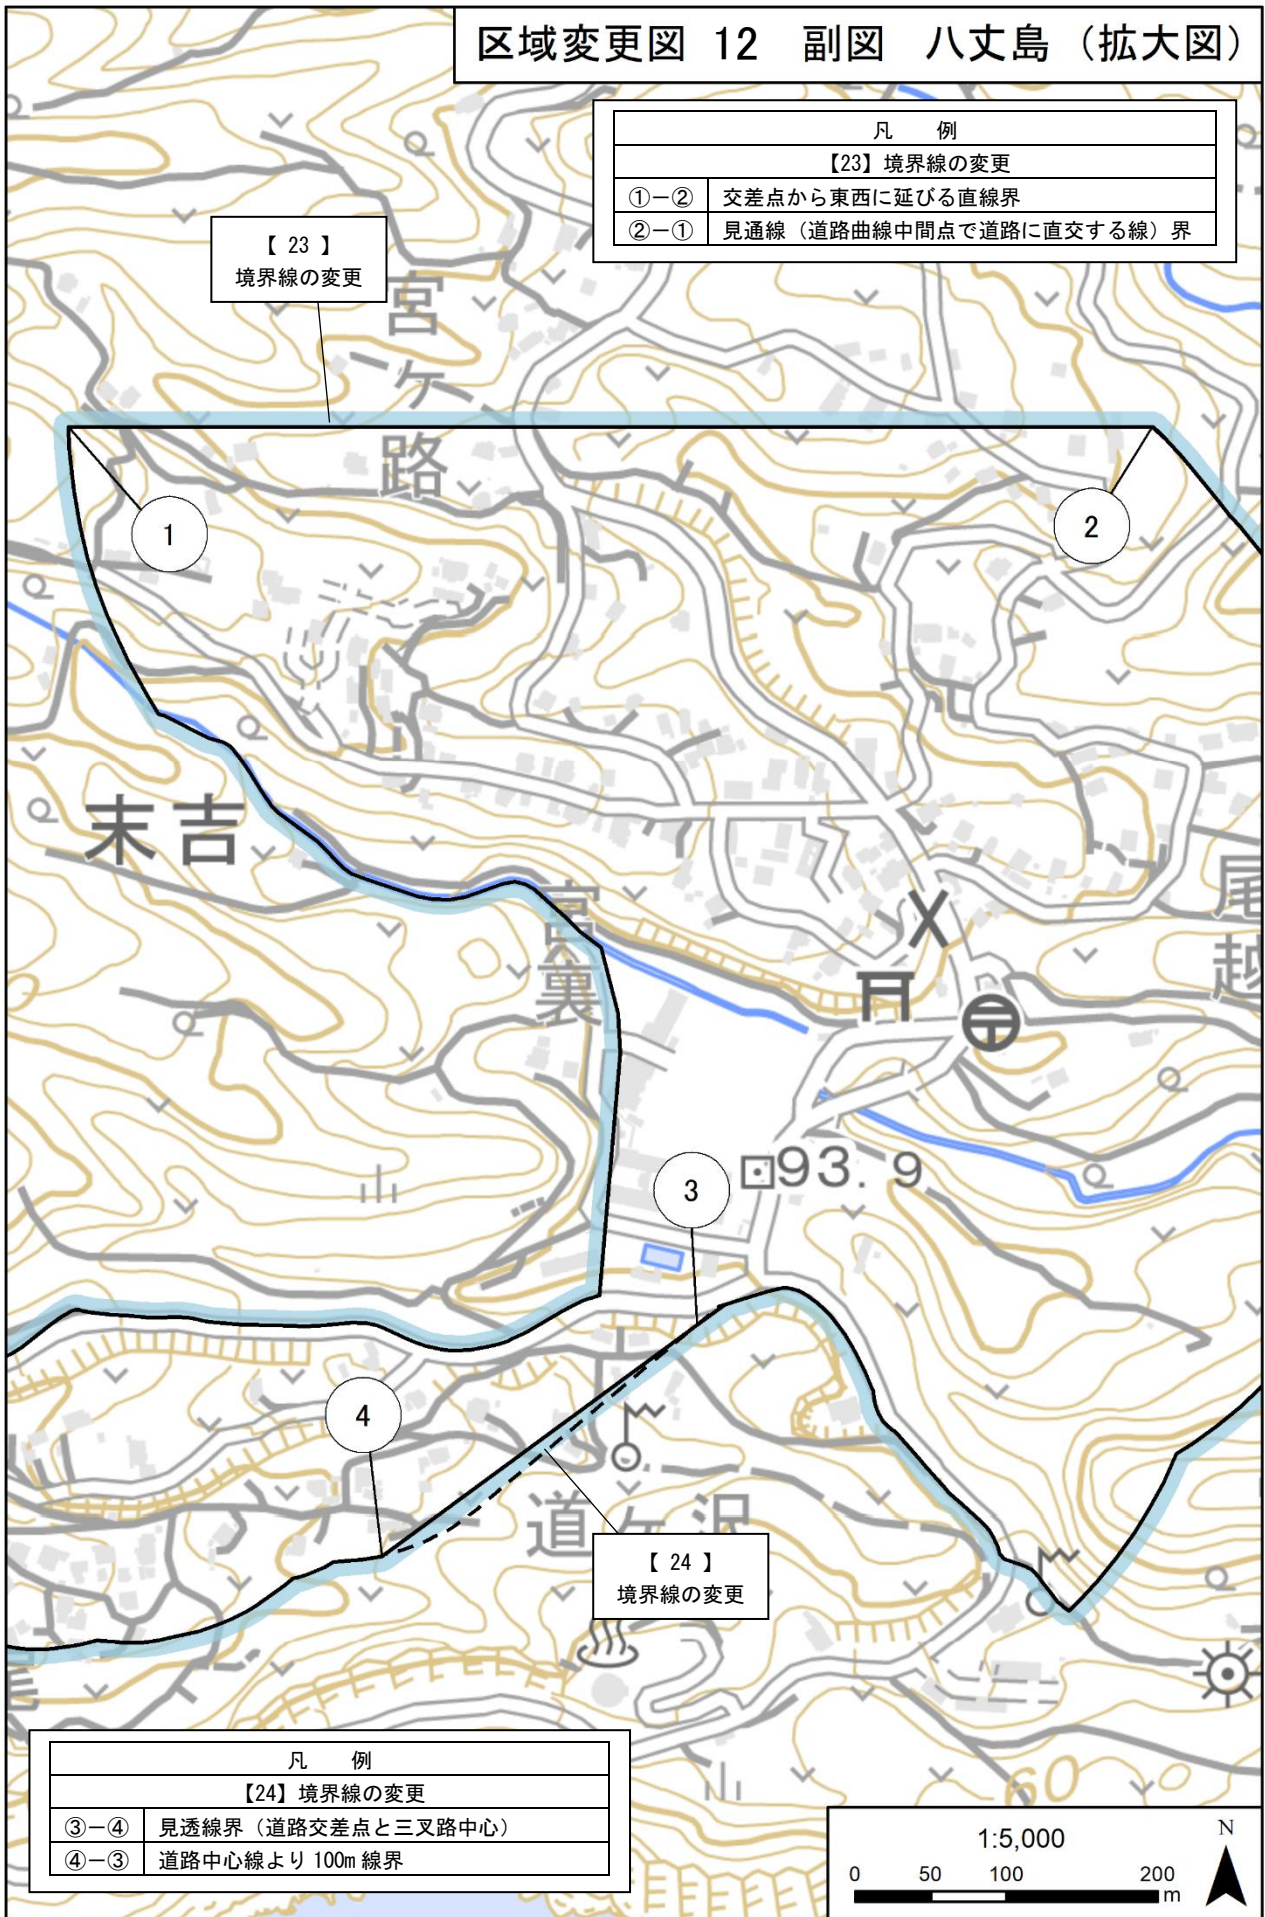 区域変更図 12 副図 八丈島（拡大図）
凡 例
【23】境界線の変更
①－② 交差点から東西に延びる直線界
②－① 見通線（道路曲線中間点で道路に直交する線）界
【 23 】
境界線の変更
宮ヶ路
1
2
末吉
宮裏
尾越
93. 9
3
4
道ヶ沢
【 24 】
境界線の変更
60
凡 例
【24】境界線の変更
③－④ 見透線界（道路交差点と三叉路中心）
④－③ 道路中心線より 100m 線界
1:5,000
N
0 50 100 200
m